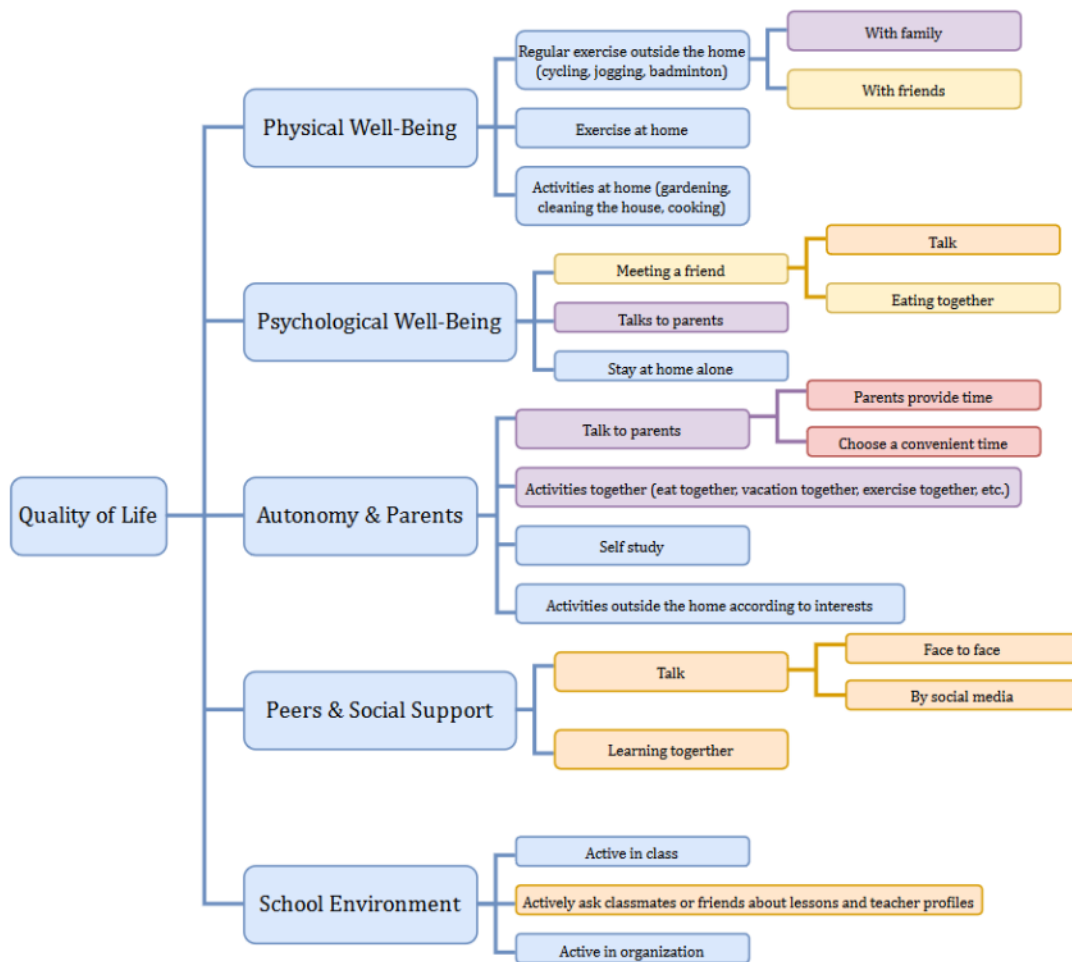 Quality of Life
Physical Well-Being
Regular exercise outside the home
(cycling, jogging, badminton)
With family
With friends
Exercise at home
Activities at home (gardening,
cleaning the house, cooking)
Psychological Well-Being
Meeting a friend
Talk
Eating together
Talks to parents
Stay at home alone
Autonomy & Parents
Talk to parents
Parents provide time
Choose a convenient time
Activities together (eat together, vacation together, exercise together, etc.)
Self study
Activities outside the home according to interests
Peers & Social Support
Talk
Face to face
By social media
Learning togerther
School Environment
Active in class
Actively ask classmates or friends about lessons and teacher profiles
Active in organization